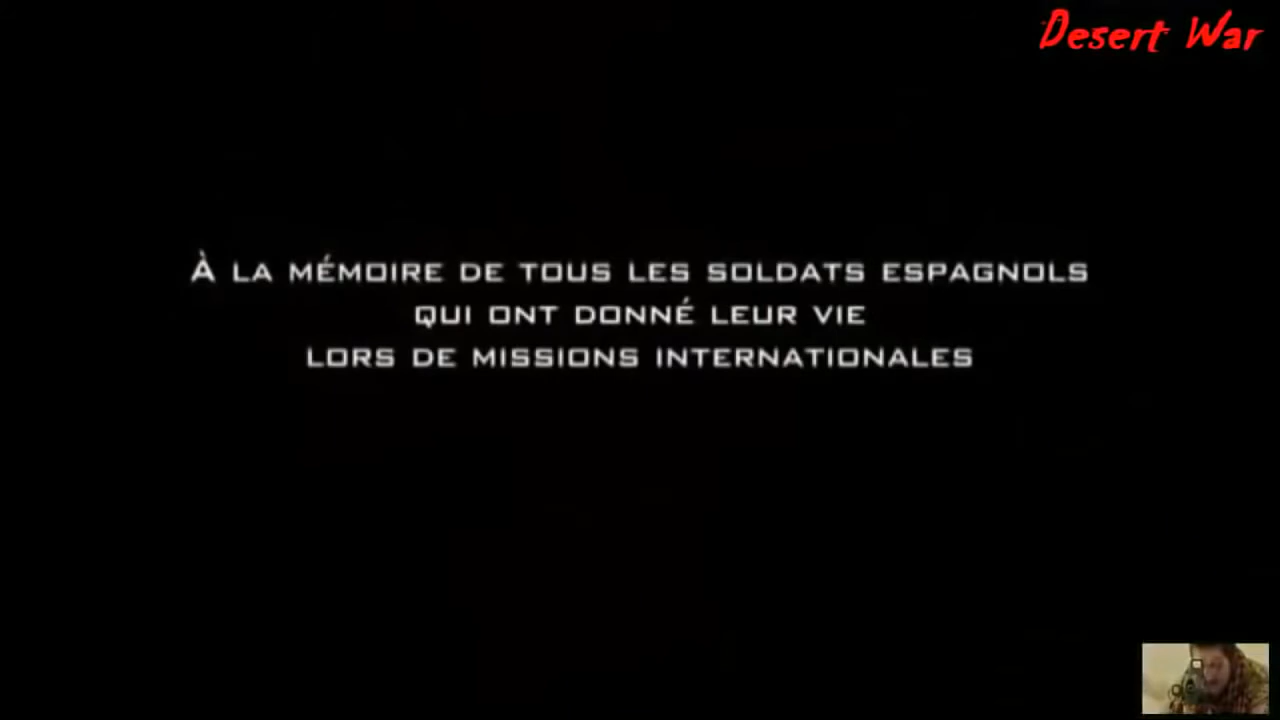 Desert War
À LA MÉMOIRE DE TOUS LES SOLDATS ESPAGNOLS
QUI ONT DONNÉ LEUR VIE
LORS DE MISSIONS INTERNATIONALES